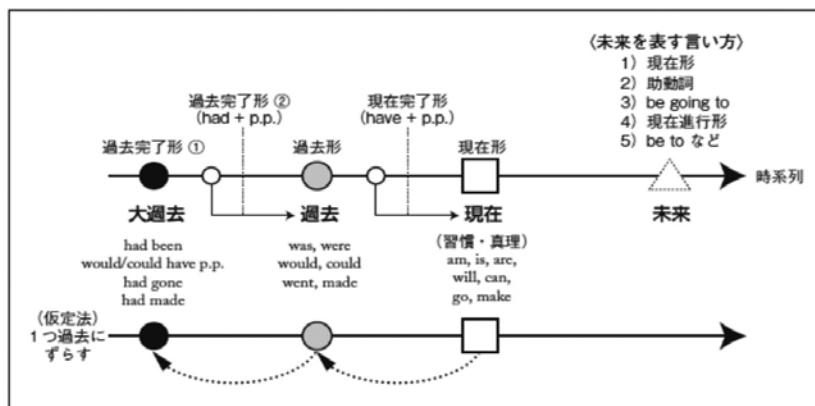 〈未来を表す言い方〉
1）現在形
2）助動詞
3）be going to
4）現在進行形
5）be to など
過去完了形 ②
(had + p.p.)
現在完了形
(have + p.p.)
過去完了形 ①
過去形
現在形
時系列
大過去
過去
現在
未来
had been
would/could have p.p.
had gone
had made
was, were
would, could
went, made
（習慣・真理）
am, is, are,
will, can,
go, make
（仮定法）
1つ過去に
ずらす